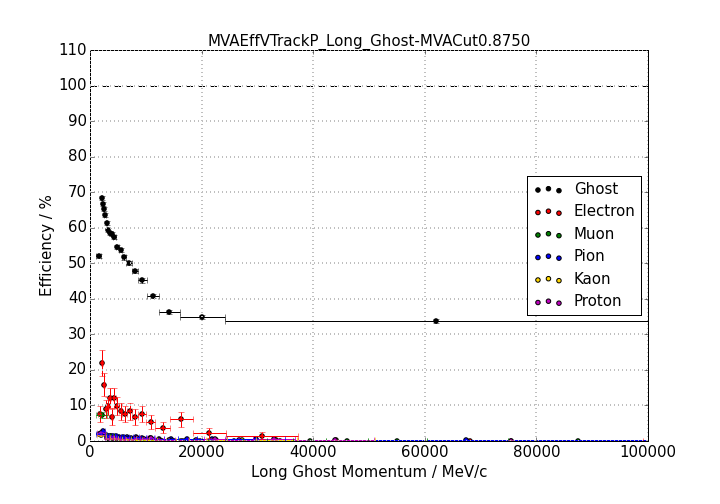 MVAEffVTrackP_Long_Ghost-MVACut0.8750
110
100
90
80
70
60
50
40
30
20
10
0
Efficiency / %
Ghost
Electron
Muon
Pion
Kaon
Proton
0 20000 40000 60000 80000 100000
Long Ghost Momentum / MeV/c